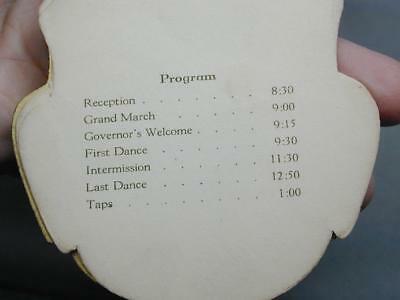 Program
Reception . . . . . . . 8:30
Grand March . . . . . . 9:00
Governor's Welcome . . . . 9:15
First Dance . . . . . . 9:30
Intermission . . . . . . 11:30
Last Dance . . . . . . 12:50
Taps . . . . . . . . 1:00